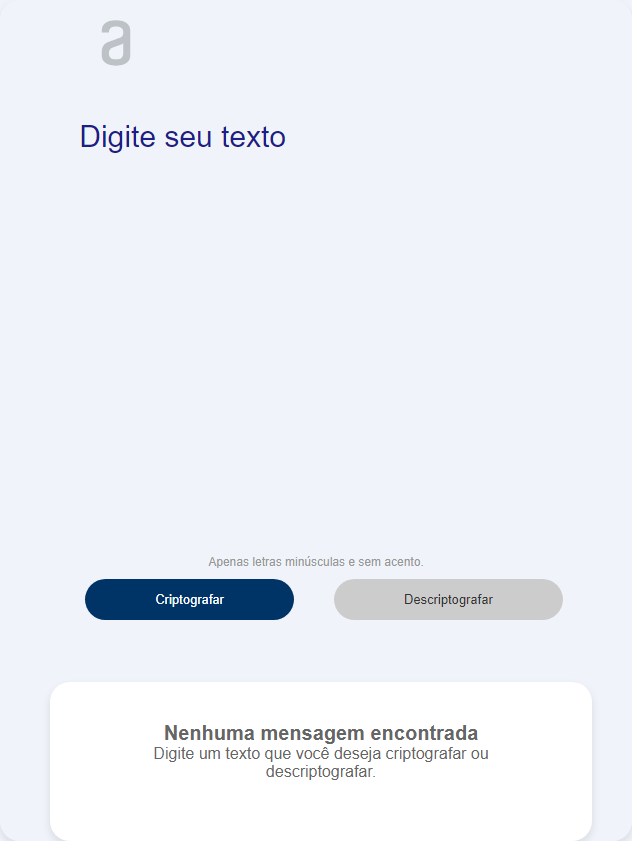 a
Digite seu texto
Apenas letras minúsculas e sem acento.
Criptografar
Descriptografar
Nenhuma mensagem encontrada
Digite um texto que você deseja criptografar ou
descriptografar.